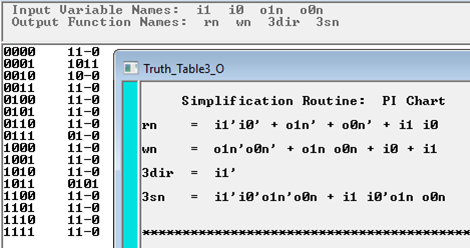 Input Variable Names: i1 i0 o1n o0n
Output Function Names: rn wn 3dir 3sn
0000 11-0
0001 1011
0010 10-0
0011 11-0
0100 11-0
0101 11-0
0110 11-0
0111 01-0
1000 11-0
1001 11-0
1010 11-0
1011 0101
1100 11-0
1101 11-0
1110 11-0
1111 11-0
Truth_Table3_O
Simplification Routine: PI Chart
rn = i1'i0' + o1n' + o0n' + i1 i0
wn = o1n'o0n' + o1n o0n + i0 + i1
3dir = i1'
3sn = i1'i0'o1n'o0n + i1 i0'o1n o0n
************************************************